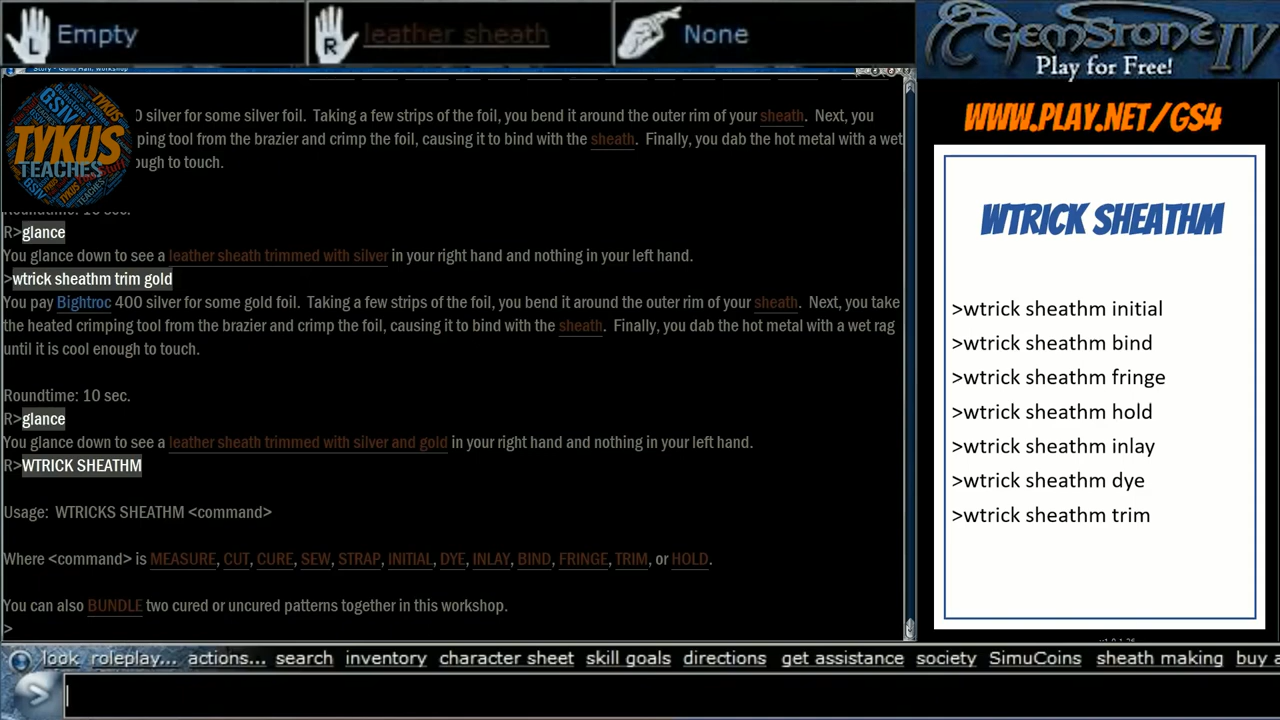 L Empty
R leather sheath
None
GEMSTONE IV
Play for Free!
Story - Guild Hall, Workshop
TYKUS
TEACHES
0 silver for some silver foil. Taking a few strips of the foil, you bend it around the outer rim of your sheath. Next, you
ping tool from the brazier and crimp the foil, causing it to bind with the sheath. Finally, you dab the hot metal with a wet
ough to touch.
Roundtime: 10 sec.
R>glance
You glance down to see a leather sheath trimmed with silver in your right hand and nothing in your left hand.
>wtrick sheathm trim gold
You pay Bightroc 400 silver for some gold foil. Taking a few strips of the foil, you bend it around the outer rim of your sheath. Next, you take
the heated crimping tool from the brazier and crimp the foil, causing it to bind with the sheath. Finally, you dab the hot metal with a wet rag
until it is cool enough to touch.
Roundtime: 10 sec.
R>glance
You glance down to see a leather sheath trimmed with silver and gold in your right hand and nothing in your left hand.
R>WTRICK SHEATHM
Usage: WTRICKS SHEATHM <command>
Where <command> is MEASURE, CUT, CURE, SEW, STRAP, INITIAL, DYE, INLAY, BIND, FRINGE, TRIM, or HOLD.
You can also BUNDLE two cured or uncured patterns together in this workshop.
>
WWW.PLAY.NET/GS4
WTRICK SHEATHM
>wtrick sheathm initial
>wtrick sheathm bind
>wtrick sheathm fringe
>wtrick sheathm hold
>wtrick sheathm inlay
>wtrick sheathm dye
>wtrick sheathm trim
look roleplay... actions... search inventory character sheet skill goals directions get assistance society SimuCoins sheath making buy a
>